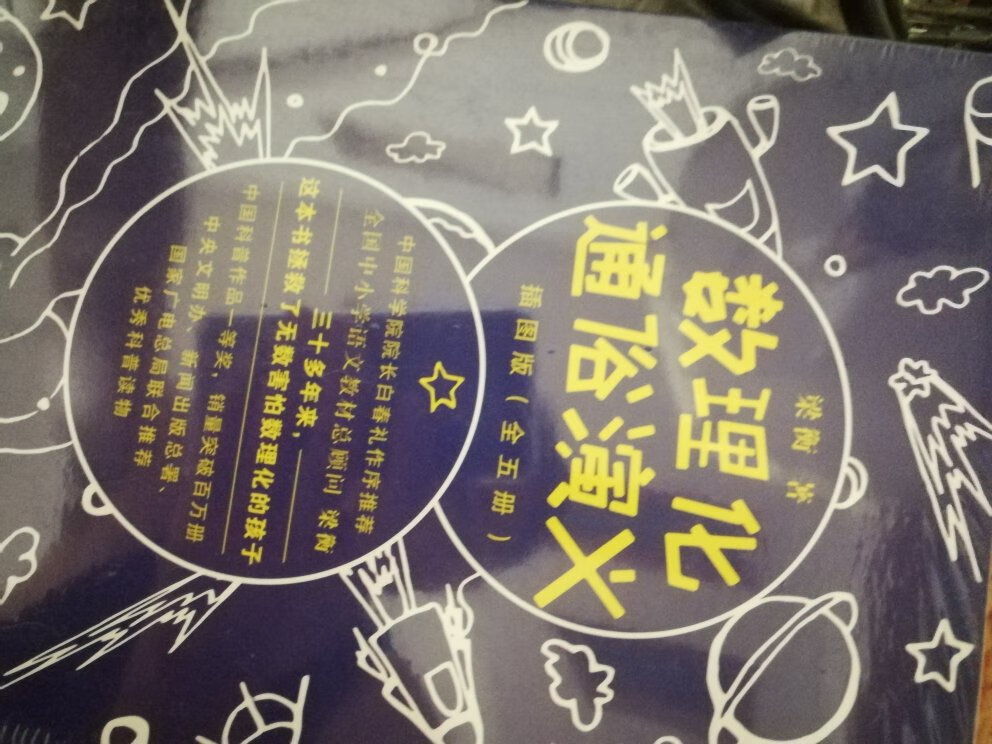 梁衡 著
数理化
通俗演义
插图版（全五册）
中国科学院院长白春礼作序推荐
全国中小学语文教材总顾问 梁衡
三十多年来，
这本书拯救了无数害怕数理化的孩子
中国科普作品一等奖，销量突破百万册
中央文明办、新闻出版总署、
国家广电总局联合推荐
优秀科普读物